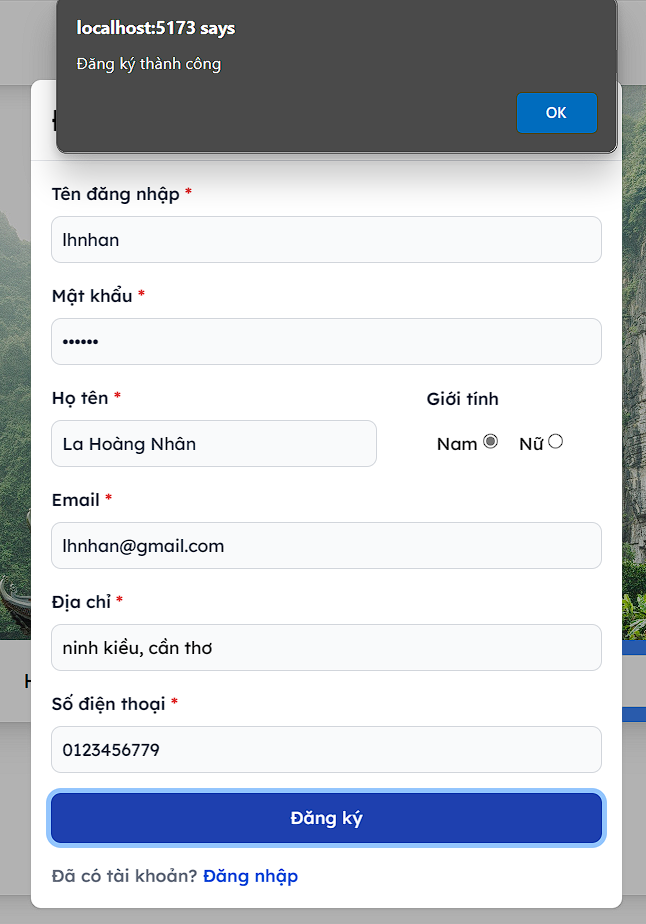 localhost:5173 says
Đăng ký thành công
OK
Tên đăng nhập *
lhnhan
Mật khẩu *
••••••
Họ tên *
Giới tính
La Hoàng Nhân
Nam
Nữ
Email *
lhnhan@gmail.com
Địa chỉ *
ninh kiều, cần thơ
Số điện thoại *
0123456779
Đăng ký
Đã có tài khoản? Đăng nhập